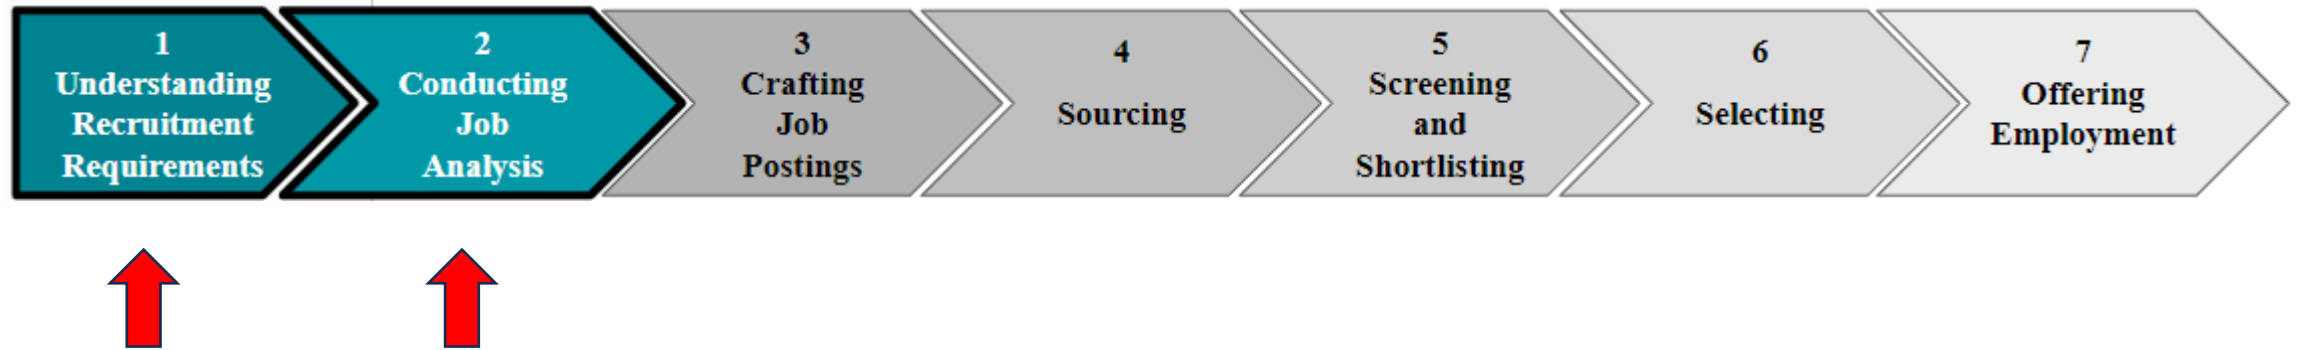 1
Understanding
Recruitment
Requirements
2
Conducting
Job
Analysis
3
Crafting
Job
Postings
4
Sourcing
5
Screening
and
Shortlisting
6
Selecting
7
Offering
Employment